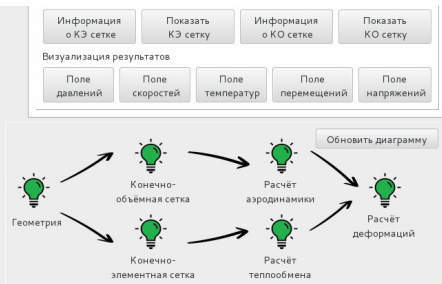 Информация Показать Информация Показать
о КЭ сетке КЭ сетку о КО сетке КО сетку
Визуализация результатов
Поле Поле Поле Поле Поле
давлений скоростей температур перемещений напряжений
Обновить диаграмму
Конечно- Расчёт
объёмная сетка аэродинамики
Геометрия Расчёт
деформаций
Конечно- Расчёт
элементная сетка теплообмена